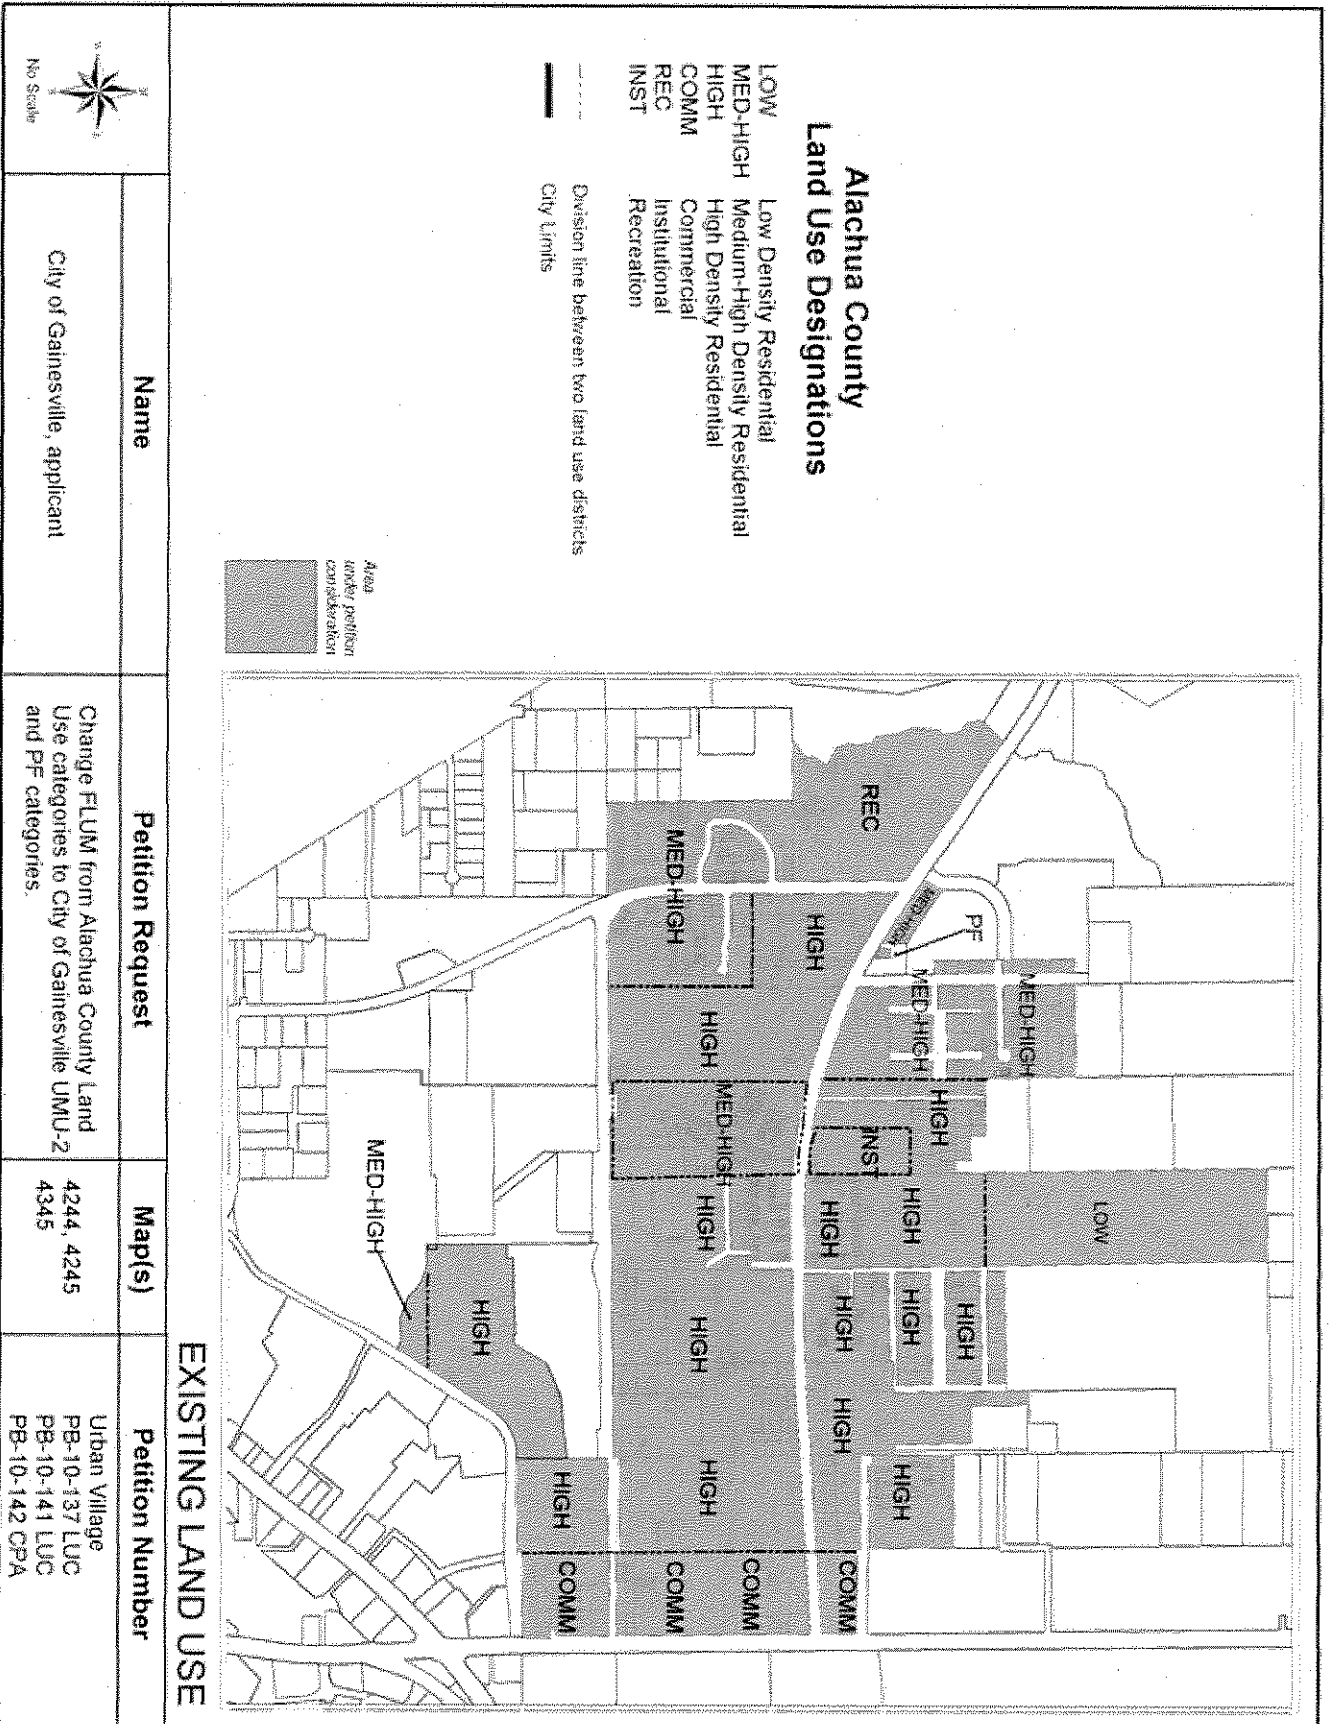 Alachua County
Land Use Designations
LOW Low Density Residential
MED-HIGH Medium-High Density Residential
HIGH High Density Residential
COMM Commercial
REC Institutional
INST Recreation
Division line between two land use districts
City Limits
Area
under petition
consideration
LOW
MED-HIGH
PF
MED-HIGH
MED-HIGH
HIGH
HIGH
HIGH
HIGH
HIGH
REC
HIGH
INST
HIGH
HIGH
HIGH
COMM
MED-HIGH
HIGH
MED-HIGH
HIGH
HIGH
HIGH
COMM
COMM
MED-HIGH
HIGH
HIGH
COMM
EXISTING LAND USE
No Scale
Name
Petition Request
Map(s)
Petition Number
City of Gainesville, applicant
Change FLUM from Alachua County Land
Use categories to City of Gainesville UMU-2
and PF categories.
4244, 4245
4345
Urban Village
PB-10-137 LUC
PB-10-141 LUC
PB-10-142 CPA